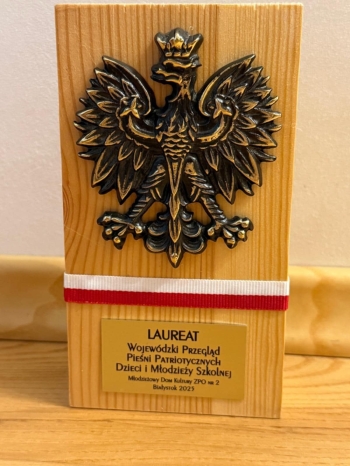 LAUREAT
Wojewódzki Przegląd
Pieśni Patriotycznych
Dzieci i Młodzieży Szkolnej
Młodzieżowy Dom Kultury ZPO nr 2
Białystok 2023